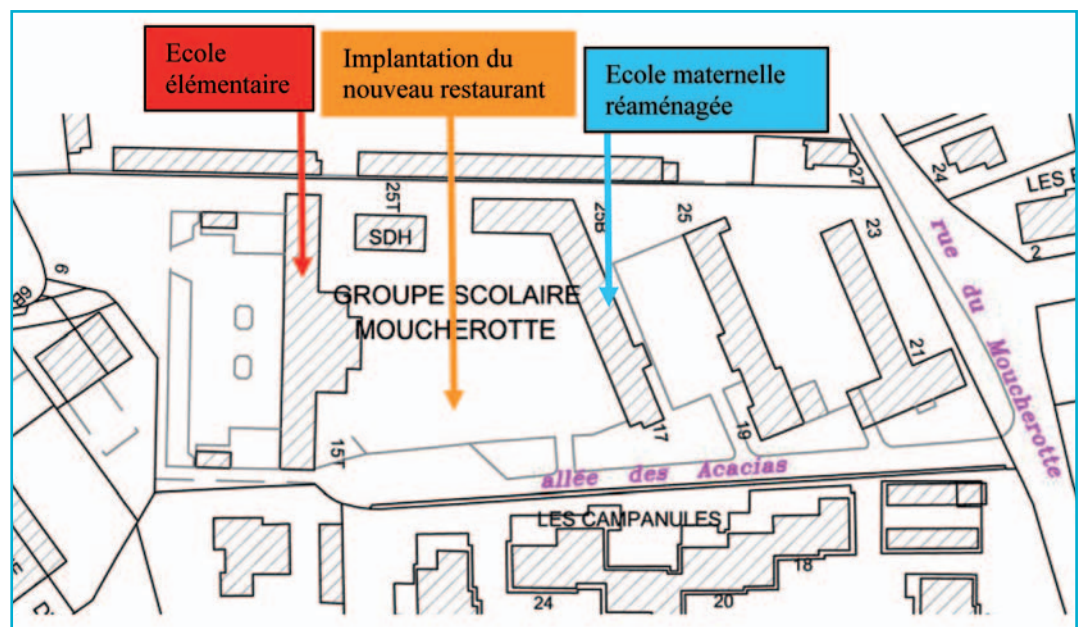 Ecole
élémentaire
Implantation du
nouveau restaurant
Ecole maternelle
réaménagée
27
24
LES
2
25T
SDH
25B
25
23
rue du Moucherotte
6
GROUPE SCOLAIRE
MOUCHEROTTE
21
15T
17
19
allée des Acacias
LES CAMPANULES
18
24
20